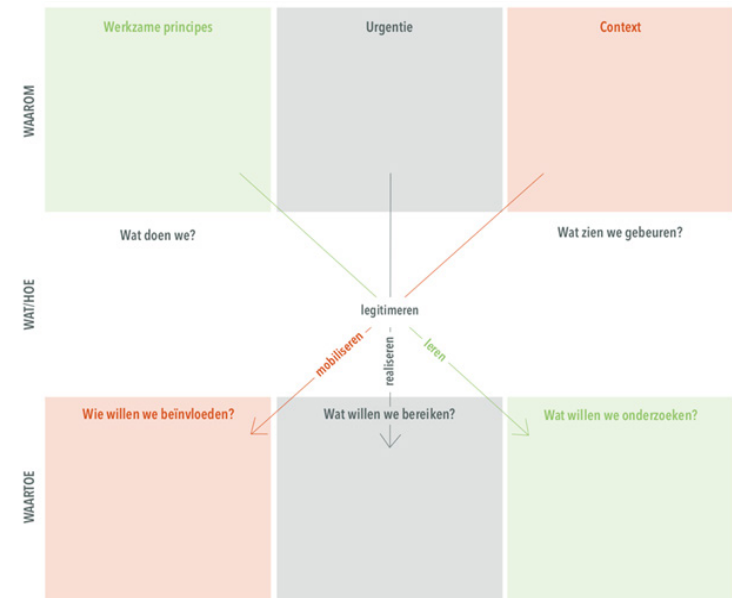 Werkzame principes
Urgentie
Context
WAAROM
Wat doen we?
Wat zien we gebeuren?
WAT/HOE
legitimeren
mobiliseren
realiseren
leren
Wie willen we beïnvloeden?
Wat willen we bereiken?
Wat willen we onderzoeken?
WAARTOE